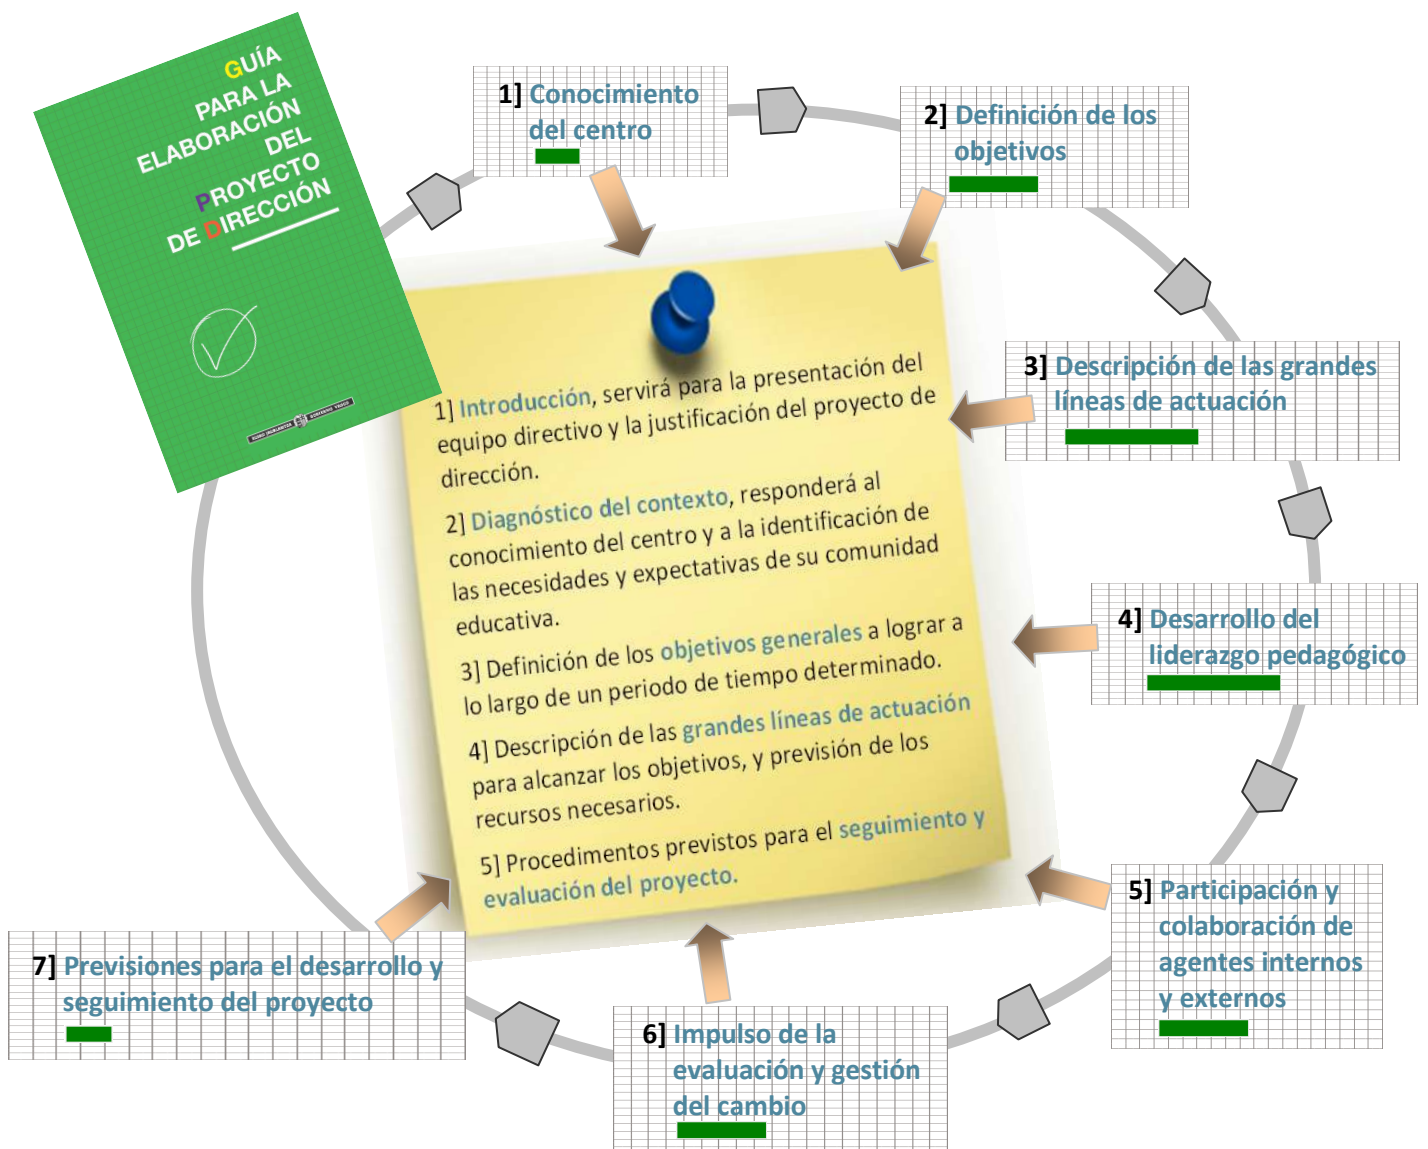 GUÍA
PARA LA
ELABORACIÓN
DEL
PROYECTO
DE DIRECCIÓN
EUSKO JAURLARITZA GOBIERNO VASCO
1] Conocimiento
del centro
2] Definición de los
objetivos
3] Descripción de las grandes
líneas de actuación
4] Desarrollo del
liderazgo pedagógico
5] Participación y
colaboración de
agentes internos
y externos
6] Impulso de la
evaluación y gestión
del cambio
7] Previsiones para el desarrollo y
seguimiento del proyecto
1] Introducción, servirá para la presentación del
equipo directivo y la justificación del proyecto de
dirección.
2] Diagnóstico del contexto, responderá al
conocimiento del centro y a la identificación de
las necesidades y expectativas de su comunidad
educativa.
3] Definición de los objetivos generales a lograr a
lo largo de un periodo de tiempo determinado.
4] Descripción de las grandes líneas de actuación
para alcanzar los objetivos, y previsión de los
recursos necesarios.
5] Procedimentos previstos para el seguimiento y
evaluación del proyecto.